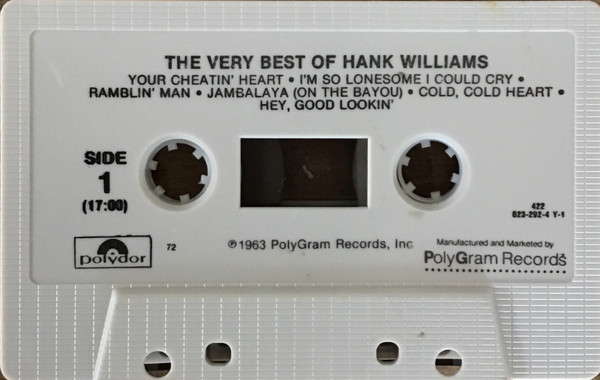 THE VERY BEST OF HANK WILLIAMS
YOUR CHEATIN' HEART • I'M SO LONESOME I COULD CRY •
RAMBLIN' MAN • JAMBALAYA (ON THE BAYOU) • COLD, COLD HEART •
HEY, GOOD LOOKIN'
SIDE
1
(17:00)
422
823-292-4 Y-1
polydor
72
℗1963 PolyGram Records, Inc
Manufactured and Marketed by
PolyGram Records